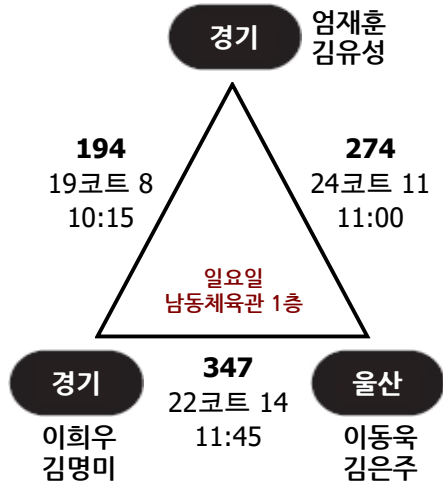 경기
엄재훈
김유성
194
19코트 8
10:15
274
24코트 11
11:00
일요일
남동체육관 1층
경기
이희우
김명미
347
22코트 14
11:45
울산
이동욱
김은주